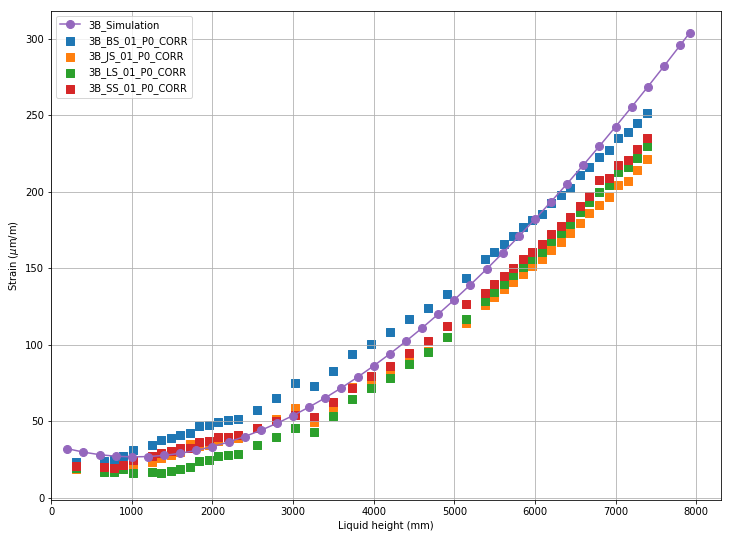 3B_Simulation
3B_BS_01_P0_CORR
3B_JS_01_P0_CORR
3B_LS_01_P0_CORR
3B_SS_01_P0_CORR
300
250
200
150
100
50
0
Strain (μm/m)
0 1000 2000 3000 4000 5000 6000 7000 8000
Liquid height (mm)